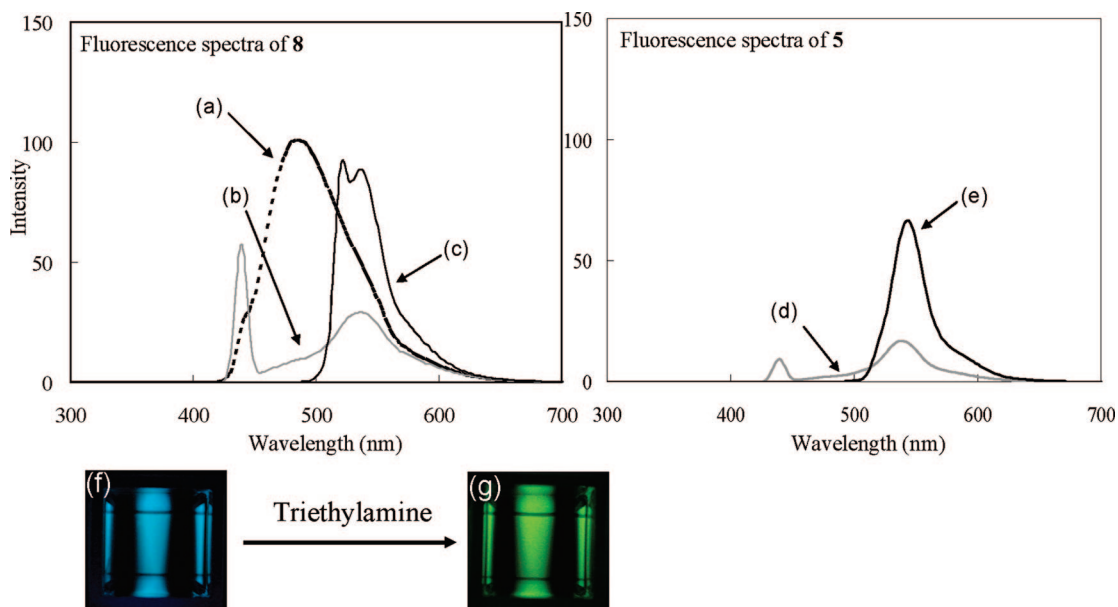 150
100
50
0
Intensity
Fluorescence spectra of 8
(a)
(b)
(c)
300 400 500 600 700
Wavelength (nm)
150
100
50
0
Fluorescence spectra of 5
(d)
(e)
300 400 500 600 700
Wavelength (nm)
(f)
Triethylamine
(g)